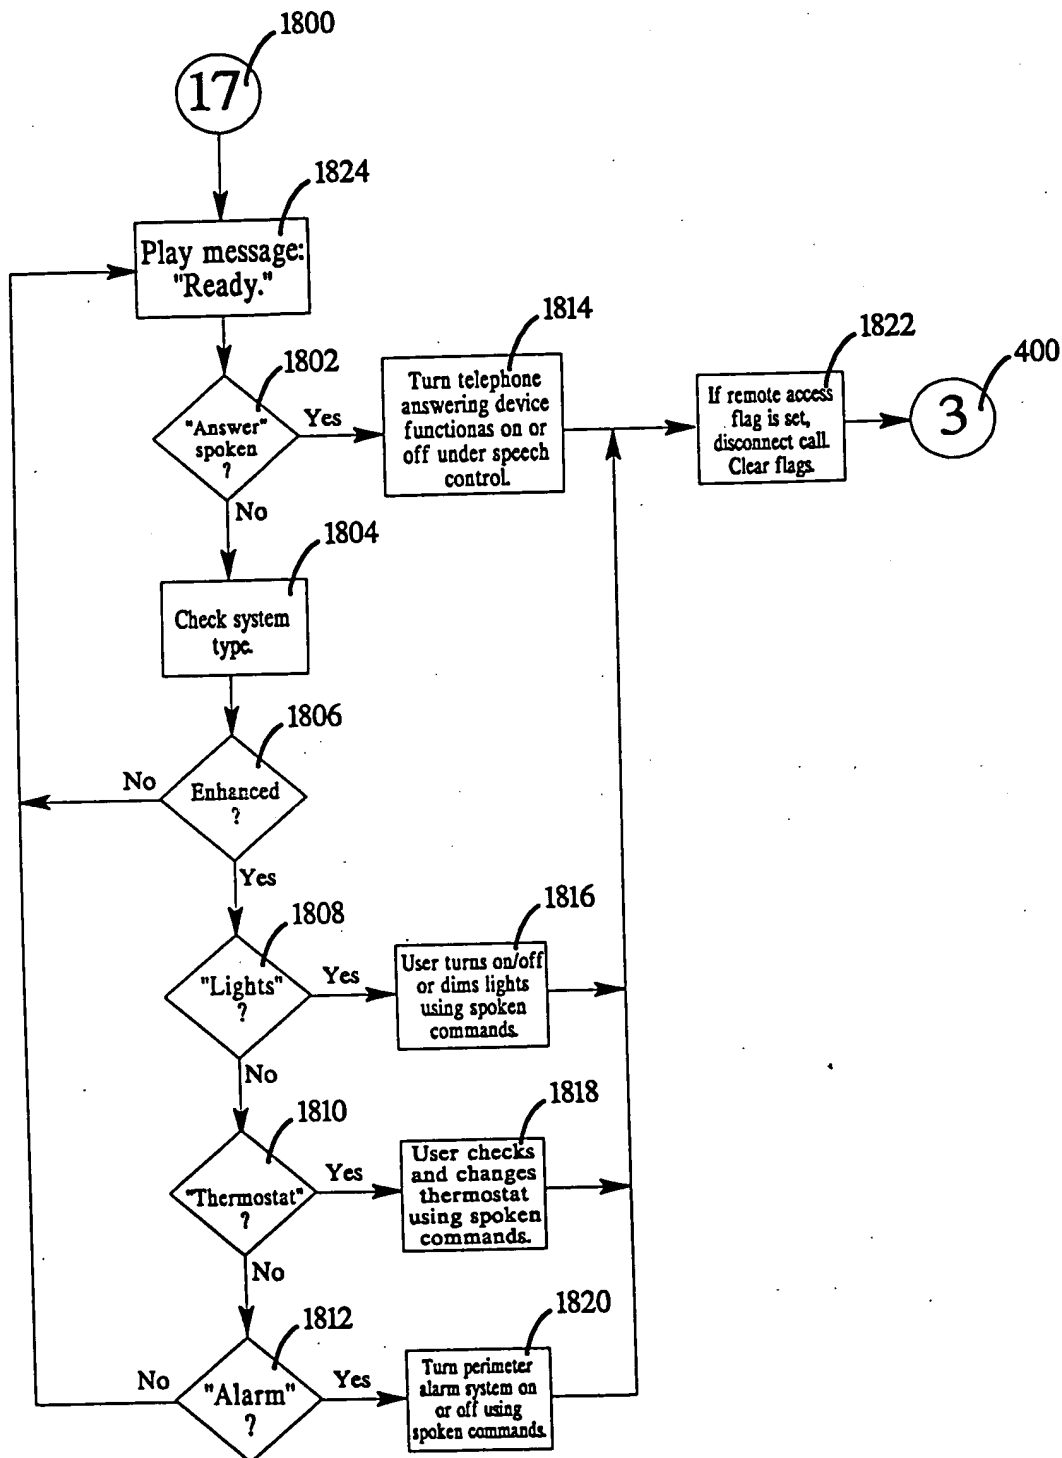 1800
17
1824
Play message:
"Ready."
1802
"Answer"
spoken
?
Yes
No
1814
Turn telephone
answering device
functionas on or
off under speech
control.
1822
If remote access
flag is set,
disconnect call.
Clear flags.
400
3
1804
Check system
type.
1806
Enhanced
?
No
Yes
1808
"Lights"
?
Yes
No
1816
User turns on/off
or dims lights
using spoken
commands.
1810
"Thermostat"
?
Yes
No
1818
User checks
and changes
thermostat
using spoken
commands.
1812
"Alarm"
?
No
Yes
1820
Turn perimeter
alarm system on
or off using
spoken commands.